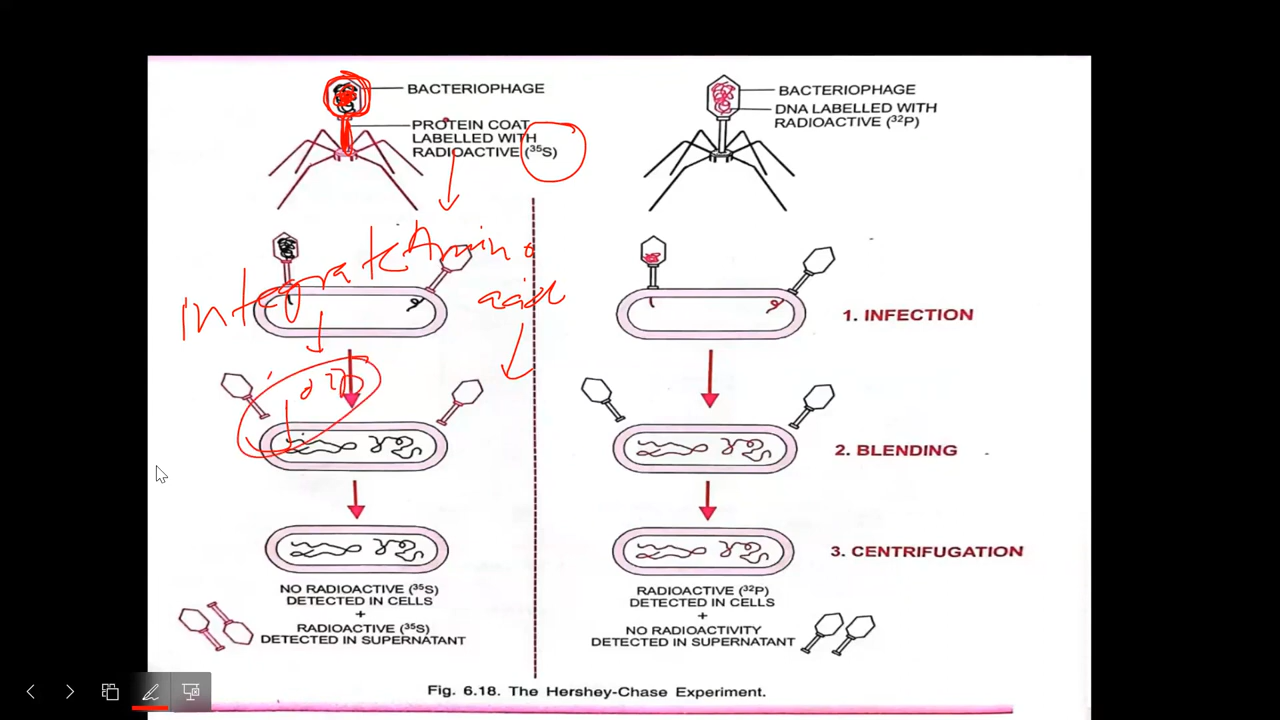 BACTERIOPHAGE
PROTEIN COAT
LABELLED WITH
RADIOACTIVE (³⁵S)
BACTERIOPHAGE
DNA LABELLED WITH
RADIOACTIVE (³²P)
integrate
Amino
acid
1. INFECTION
2. BLENDING
3. CENTRIFUGATION
NO RADIOACTIVE (³⁵S)
DETECTED IN CELLS
+
RADIOACTIVE (³⁵S)
DETECTED IN SUPERNATANT
RADIOACTIVE (³²P)
DETECTED IN CELLS
+
NO RADIOACTIVITY
DETECTED IN SUPERNATANT
Fig. 6.18. The Hershey-Chase Experiment.